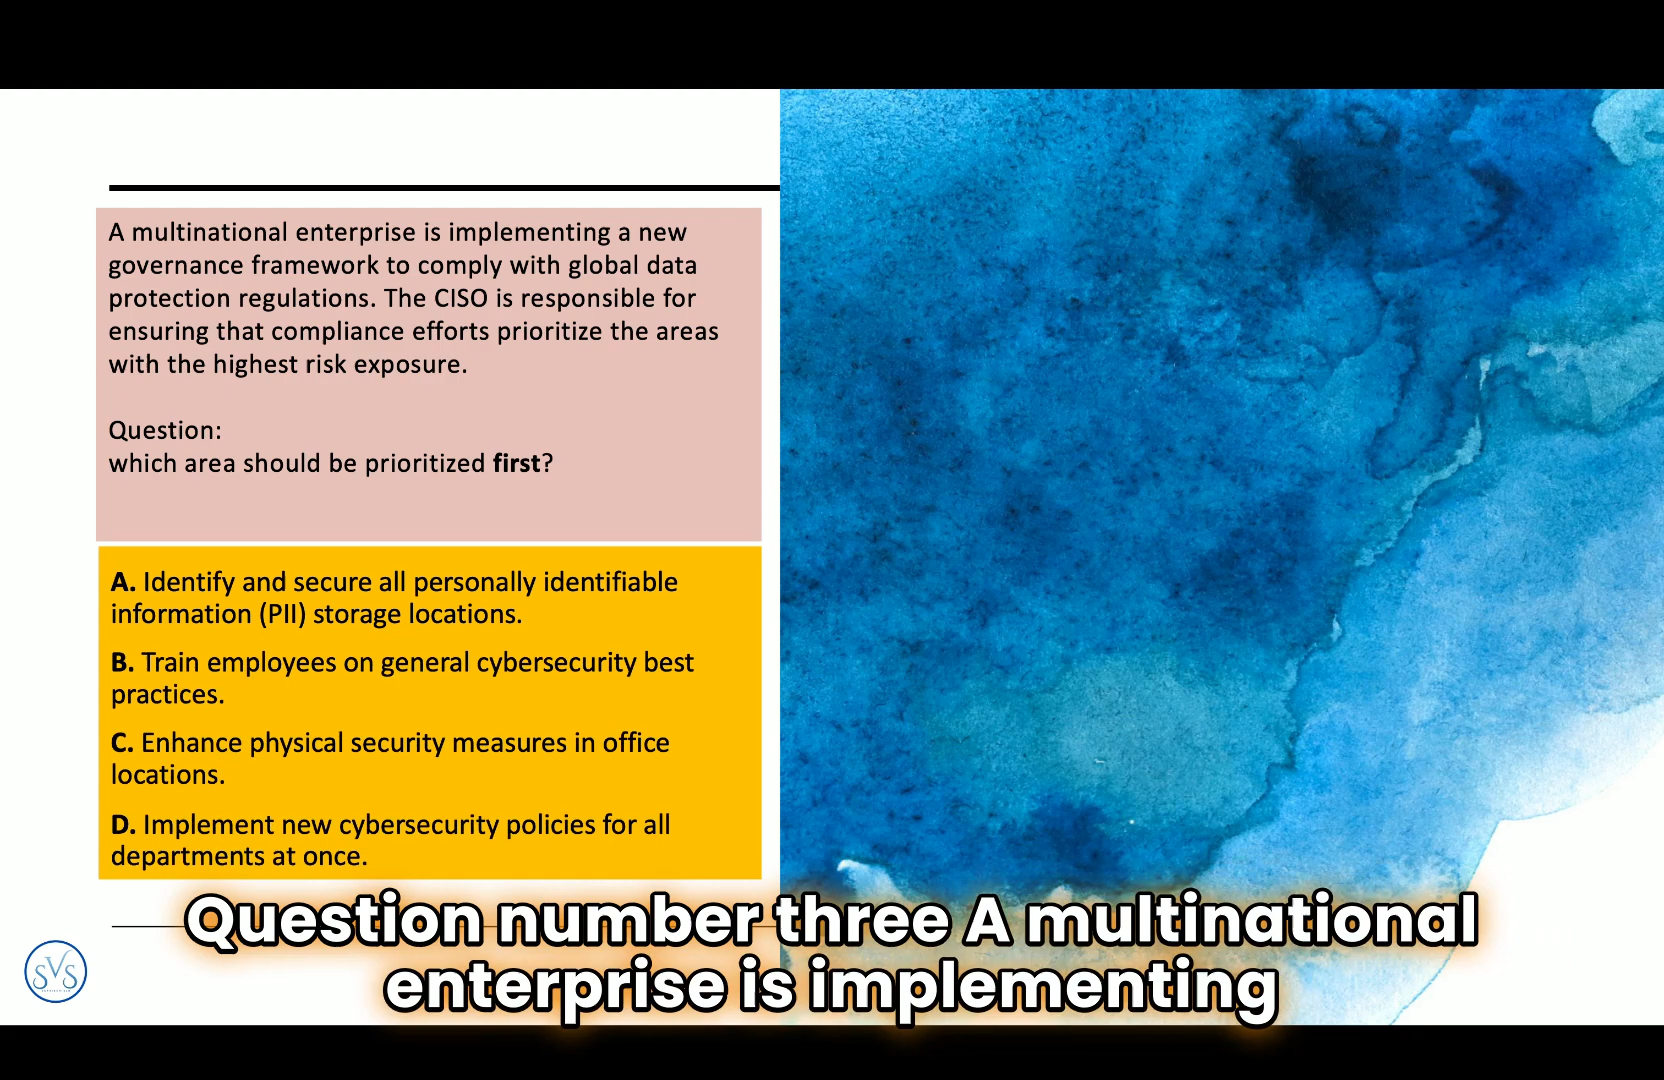 A multinational enterprise is implementing a new
governance framework to comply with global data
protection regulations. The CISO is responsible for
ensuring that compliance efforts prioritize the areas
with the highest risk exposure.
Question:
which area should be prioritized first?
A. Identify and secure all personally identifiable
information (PII) storage locations.
B. Train employees on general cybersecurity best
practices.
C. Enhance physical security measures in office
locations.
D. Implement new cybersecurity policies for all
departments at once.
Question number three A multinational
enterprise is implementing
SVS